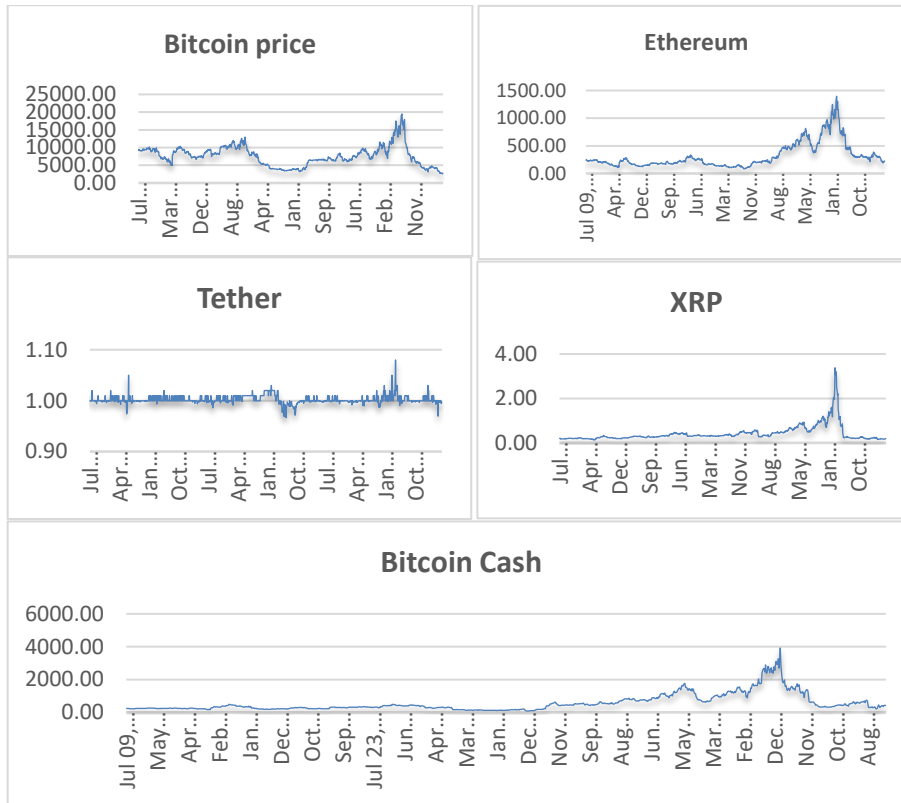 Bitcoin price
25000.00
20000.00
15000.00
10000.00
5000.00
0.00
Jul...
Mar...
Dec...
Aug...
Apr...
Jan...
Sep...
Jun...
Feb...
Nov...
Ethereum
1500.00
1000.00
500.00
0.00
Jul 09,...
Apr...
Dec...
Sep...
Jun...
Mar...
Nov...
Aug...
May...
Jan...
Oct...
Tether
1.10
1.00
0.90
Jul...
Apr...
Jan...
Oct...
Jul...
Apr...
Jan...
Oct...
Jul...
Apr...
Jan...
Oct...
XRP
4.00
2.00
0.00
Jul...
Apr...
Dec...
Sep...
Jun...
Mar...
Nov...
Aug...
May...
Jan...
Oct...
Bitcoin Cash
6000.00
4000.00
2000.00
0.00
Jul 09,...
May...
Apr...
Feb...
Jan...
Dec...
Oct...
Sep...
Jul 23,...
Jun...
Apr...
Mar...
Jan...
Dec...
Nov...
Sep...
Aug...
Jun...
May...
Mar...
Feb...
Dec...
Nov...
Oct...
Aug...